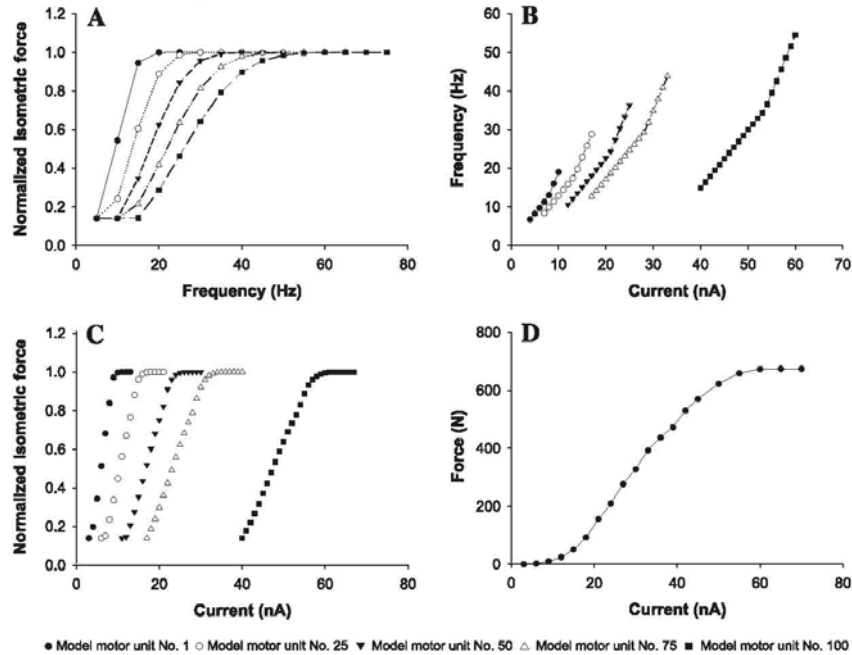 A
Normalized Isometric force
1.2
1.0
0.8
0.6
0.4
0.2
0.0
0 20 40 60 80
Frequency (Hz)
B
Frequency (Hz)
60
50
40
30
20
10
0
0 10 20 30 40 50 60 70
Current (nA)
C
Normalized Isometric force
1.2
1.0
0.8
0.6
0.4
0.2
0.0
0 20 40 60 80
Current (nA)
D
Force (N)
800
600
400
200
0
0 20 40 60 80
Current (nA)
Model motor unit No. 1 Model motor unit No. 25 Model motor unit No. 50 Model motor unit No. 75 Model motor unit No. 100